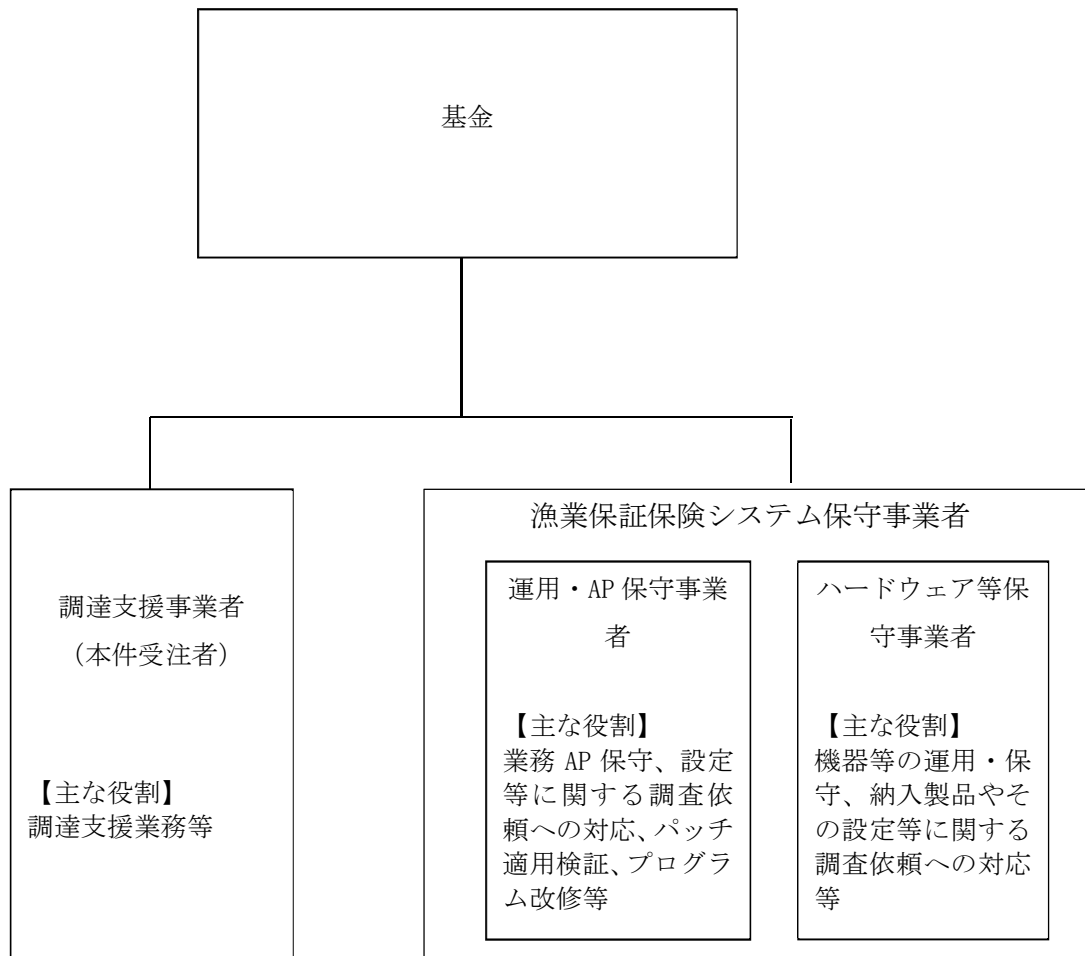 基金
調達支援事業者
（本件受注者）
【主な役割】
調達支援業務等
漁業保証保険システム保守事業者
運用・AP 保守事業
者
【主な役割】
業務 AP 保守、設定
等に関する調査依
頼への対応、パッチ
適用検証、プログラ
ム改修等
ハードウェア等保
守事業者
【主な役割】
機器等の運用・保
守、納入製品やそ
の設定等に関する
調査依頼への対応
等